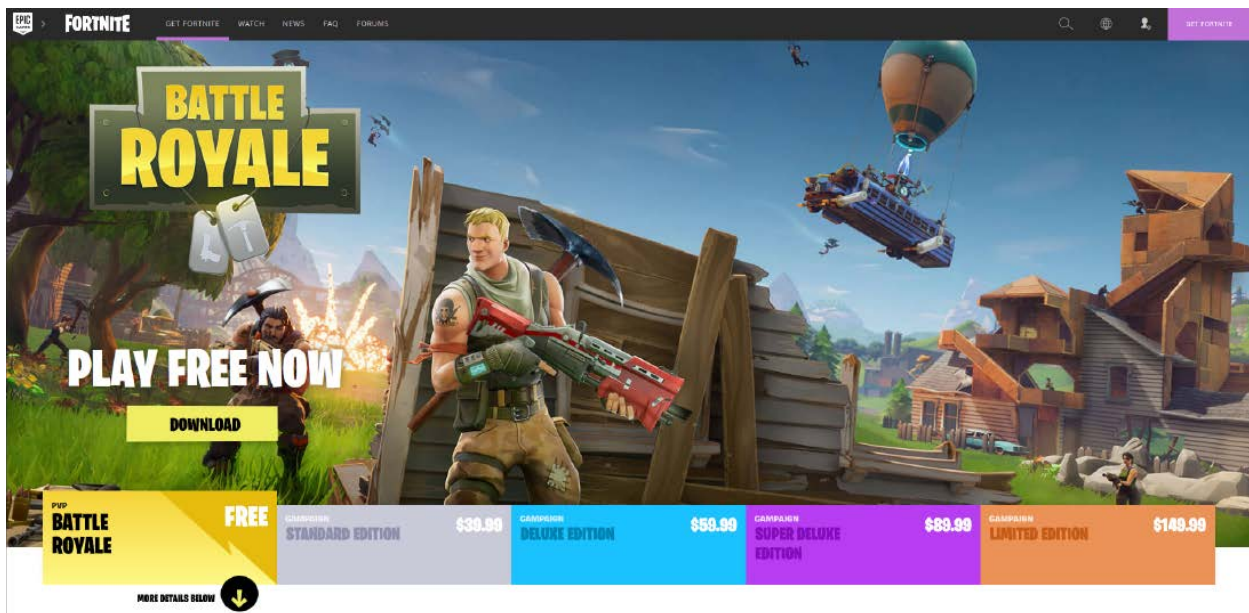 EPIC
GAMES
FORTNITE
GET FORTNITE WATCH NEWS FAQ FORUMS
GET FORTNITE
BATTLE
ROYALE
PLAY FREE NOW
DOWNLOAD
PVP
BATTLE
ROYALE
FREE
CAMPAIGN
STANDARD EDITION
$39.99
CAMPAIGN
DELUXE EDITION
$59.99
CAMPAIGN
SUPER DELUXE
EDITION
$89.99
CAMPAIGN
LIMITED EDITION
$149.99
MORE DETAILS BELOW